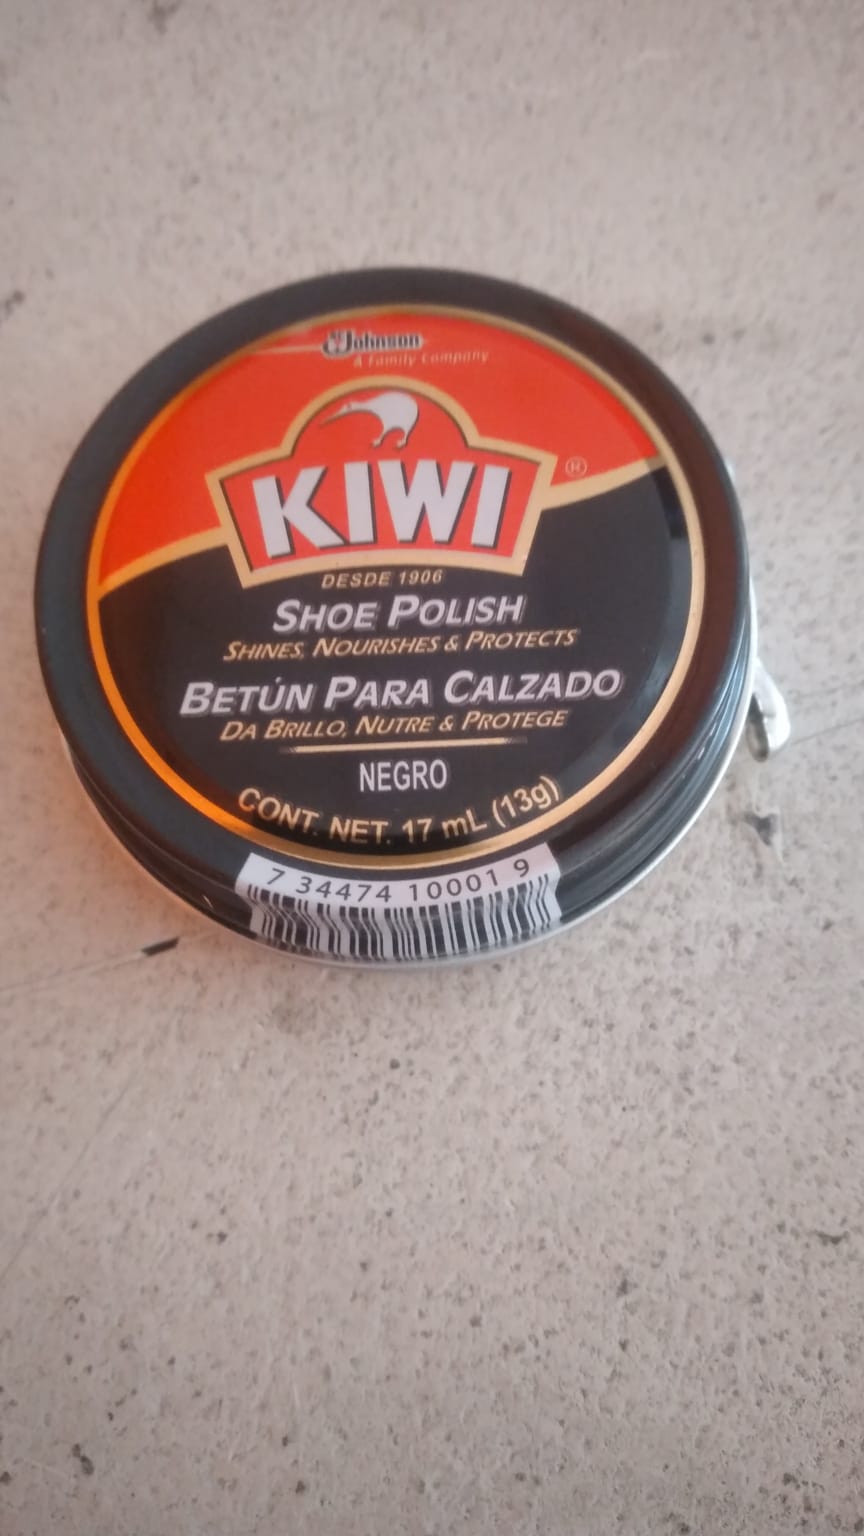 SC Johnson
A Family Company
KIWI®
DESDE 1906
SHOE POLISH
SHINES, NOURISHES & PROTECTS
BETÚN PARA CALZADO
DA BRILLO, NUTRE & PROTEGE
NEGRO
CONT. NET. 17 mL (13g)
7 34474 10001 9